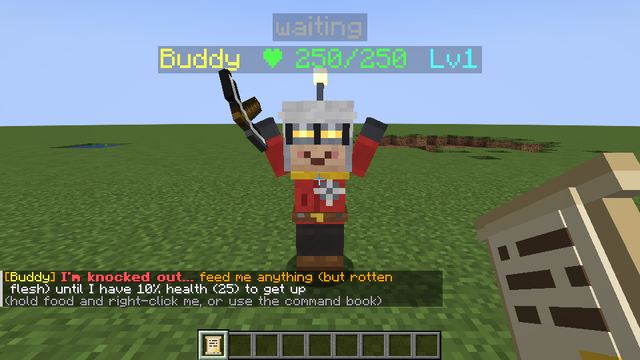 waiting
Buddy ♥ 250/250 Lv1
[Buddy] I'm knocked out... feed me anything (but rotten
flesh) until I have 10% health (25) to get up
(hold food and right-click me, or use the command book)